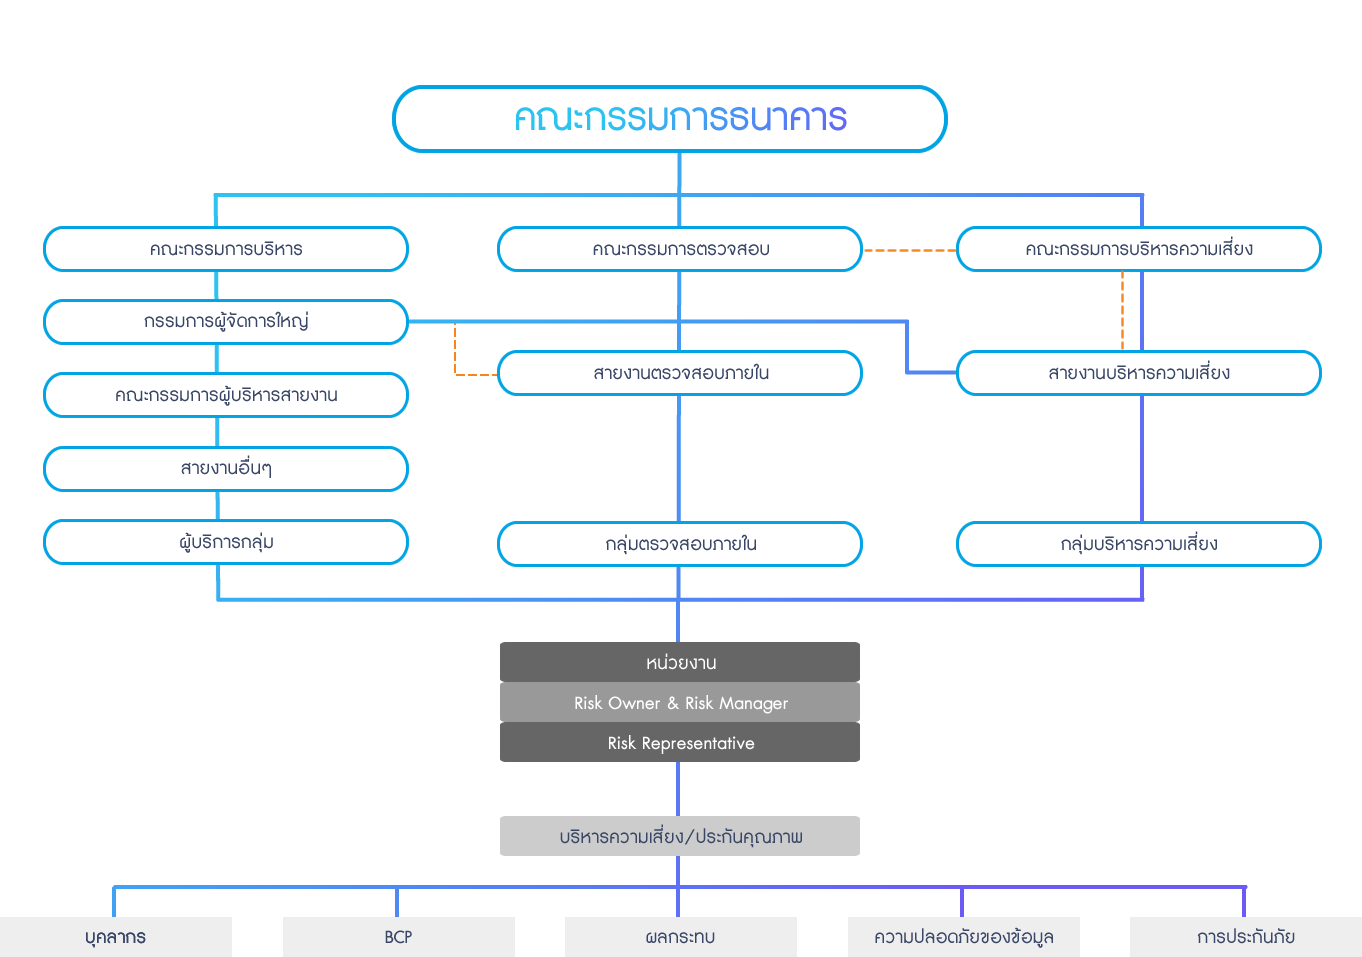 คณะกรรมการธนาคาร
คณะกรรมการบริหาร
คณะกรรมการตรวจสอบ
คณะกรรมการบริหารความเสี่ยง
กรรมการผู้จัดการใหญ่
สายงานตรวจสอบภายใน
สายงานบริหารความเสี่ยง
คณะกรรมการผู้บริหารสายงาน
สายงานอื่นๆ
ผู้บริการกลุ่ม
กลุ่มตรวจสอบภายใน
กลุ่มบริหารความเสี่ยง
หน่วยงาน
Risk Owner & Risk Manager
Risk Representative
บริหารความเสี่ยง/ประกันคุณภาพ
บุคลากร
BCP
ผลกระทบ
ความปลอดภัยของข้อมูล
การประกันภัย